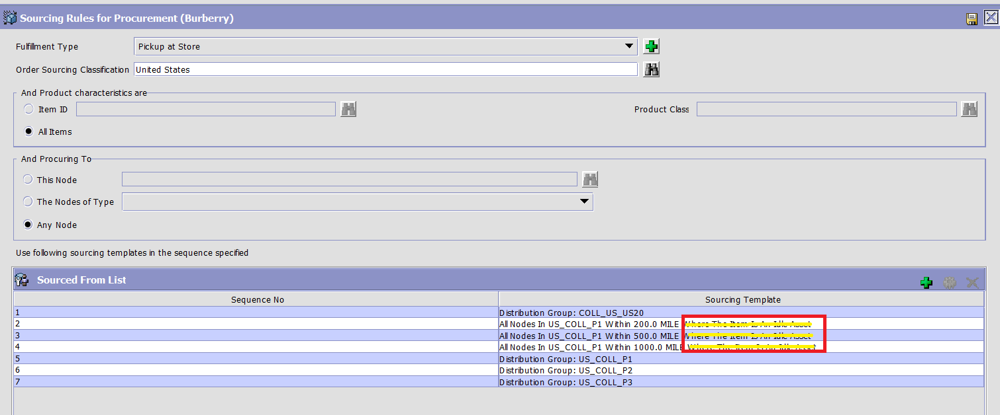 Sourcing Rules for Procurement (Burberry)
Fulfillment Type Pickup at Store
Order Sourcing Classification United States
And Product characteristics are
Item ID Product Class
All Items
And Procuring To
This Node
The Nodes of Type
Any Node
Use following sourcing templates in the sequence specified
Sourced From List
Sequence No Sourcing Template
1 Distribution Group: COLL_US_US20
2 All Nodes In US_COLL_P1 Within 200.0 MILE Where The Item Is An Idle Asset
3 All Nodes In US_COLL_P1 Within 500.0 MILE Where The Item Is An Idle Asset
4 All Nodes In US_COLL_P1 Within 1000.0 MILE Where The Item Is An Idle Asset
5 Distribution Group: US_COLL_P1
6 Distribution Group: US_COLL_P2
7 Distribution Group: US_COLL_P3